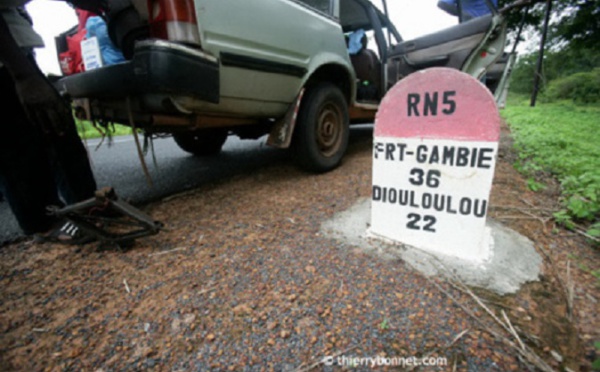 RN5
FRT-GAMBIE
36
DIOULOULOU
22
© thierrybonnet.com